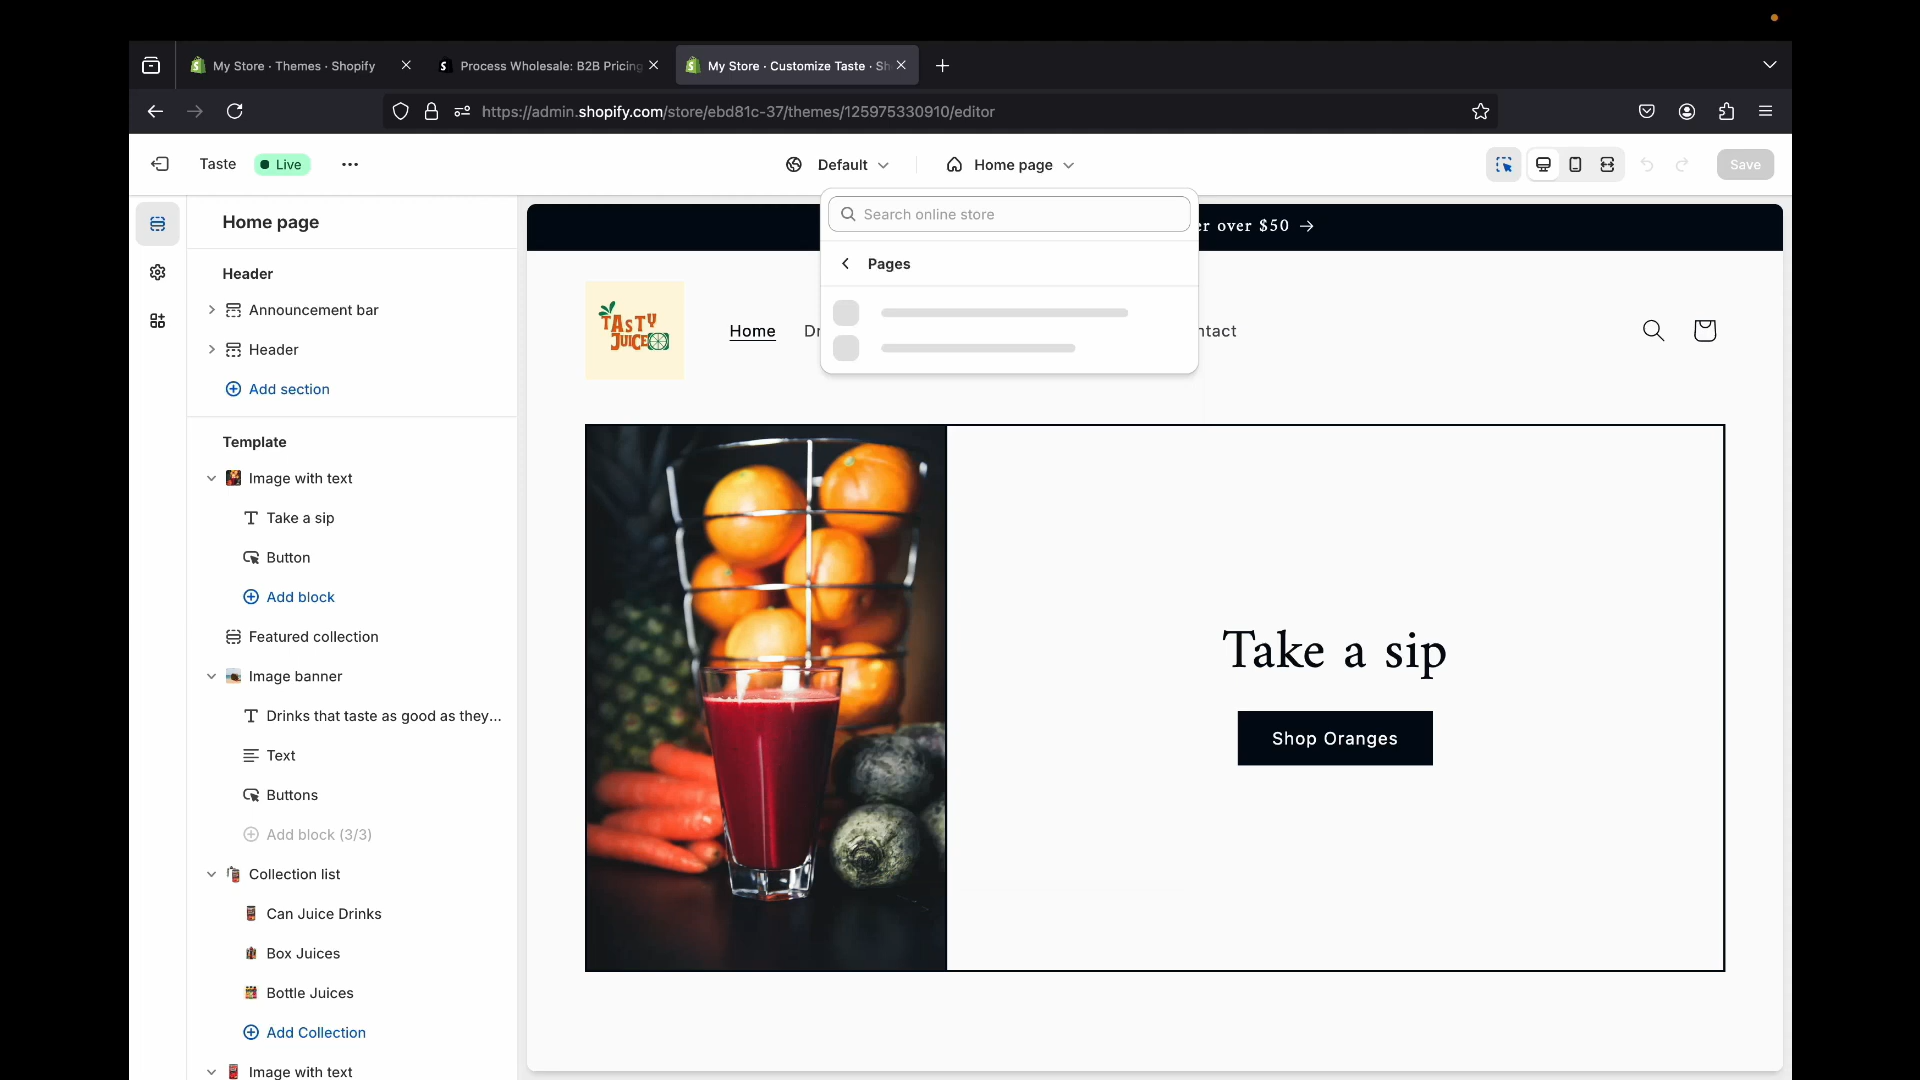 My Store · Themes · Shopify
Process Wholesale: B2B Pricing
My Store · Customize Taste · Sh
https://admin.shopify.com/store/ebd81c-37/themes/125975330910/editor
Taste
Live
Default
Home page
Save
Home page
Search online store
er over $50 →
Pages
Header
Announcement bar
Header
Add section
TASTY
JUICE
Home
Dr
ntact
Template
Image with text
Take a sip
Button
Add block
Featured collection
Image banner
Drinks that taste as good as they...
Text
Buttons
Add block (3/3)
Collection list
Can Juice Drinks
Box Juices
Bottle Juices
Add Collection
Image with text
Take a sip
Shop Oranges